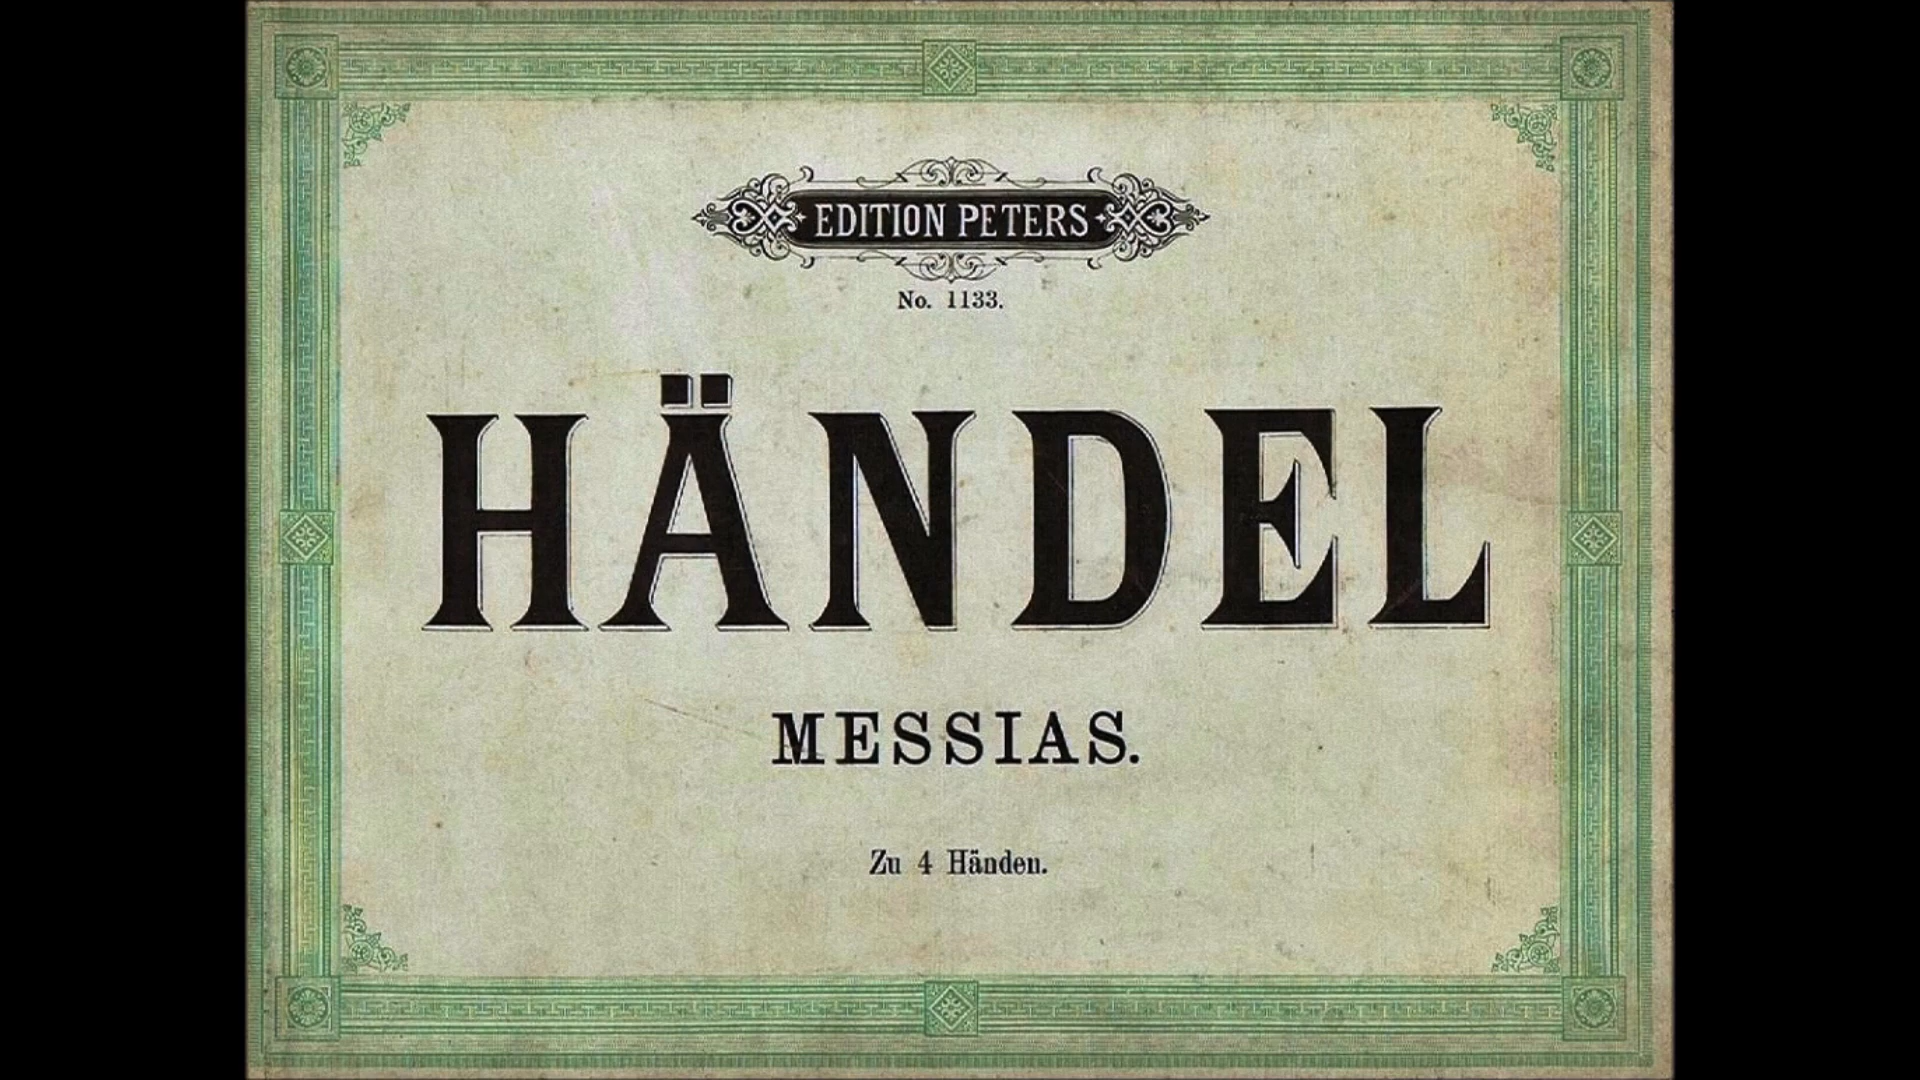 EDITION PETERS
No. 1133.
HÄNDEL
MESSIAS.
Zu 4 Händen.